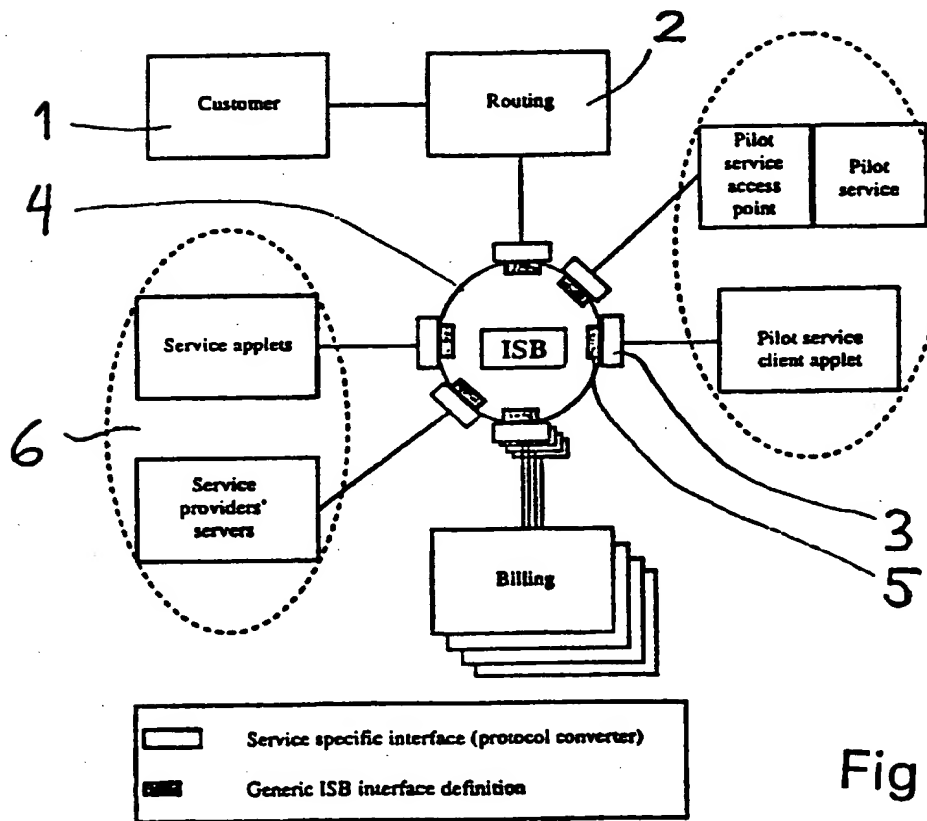 2
Customer
Routing
1
Pilot
service
access
point
Pilot
service
4
Service applets
ISB
Pilot service
client applet
6
Service
providers'
servers
3
Billing
5
Service specific interface (protocol converter)
Generic ISB interface definition
Fig